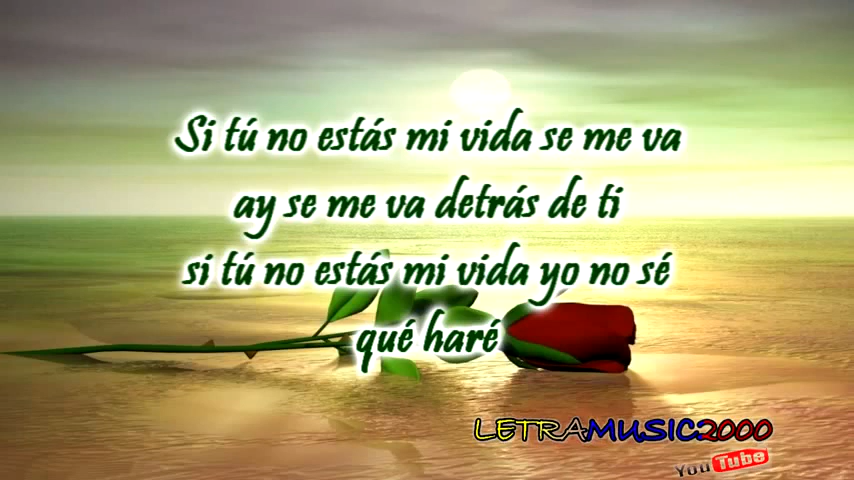 Si tú no estás mi vida se me va
ay se me va detrás de ti
si tú no estás mi vida yo no sé
qué haré
LETRAMUSIC2000
YouTube